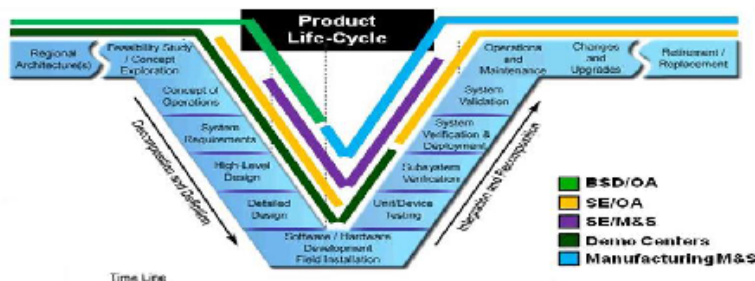 Product
Life-Cycle
Regional
Architecture(s)
Feasibility Study
/ Concept
Exploration
Operations
and
Maintenance
Changes
and
Upgrades
Retirement /
Replacement
Concept of
Operations
System
Validation
System
Requirements
System
Verification &
Deployment
High-Level
Design
Subsystem
Verification
Detailed
Design
Unit/Device
Testing
Software / Hardware
Development
Field Installation
Decomposition and Definition
Integration and Recomposition
BSD/OA
SE/OA
SE/M&S
Demo Centers
Manufacturing M&S
Time Line